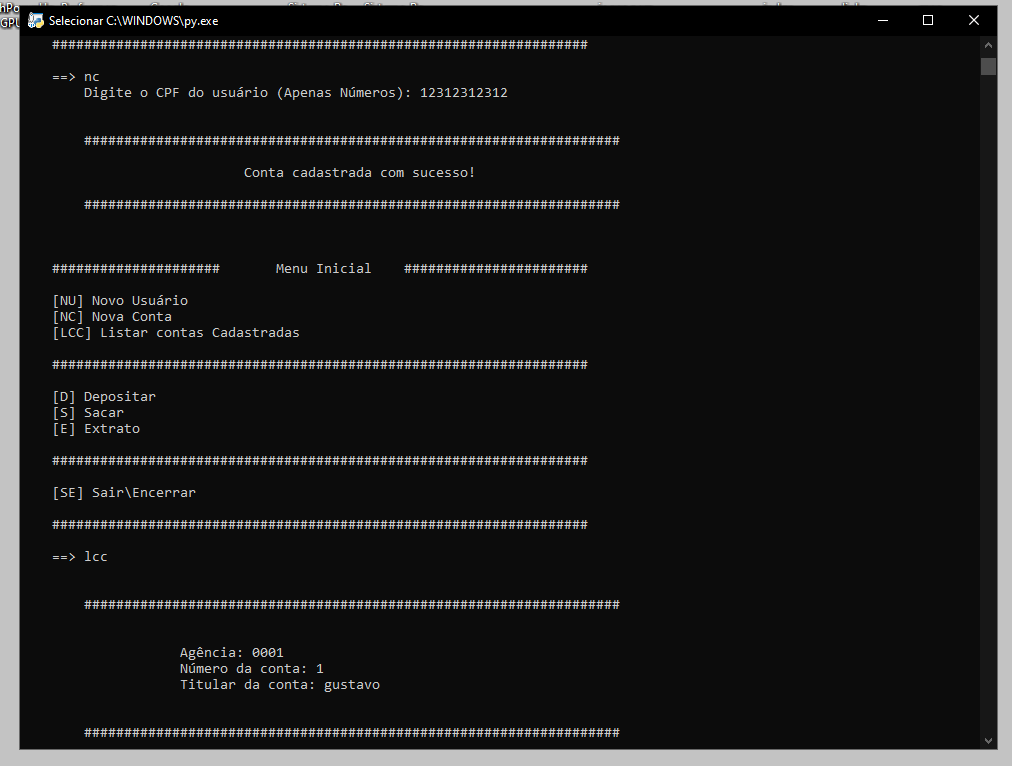 Selecionar C:\WINDOWS\py.exe
###################################################################
==> nc
Digite o CPF do usuário (Apenas Números): 12312312312
###################################################################
Conta cadastrada com sucesso!
###################################################################
##################### Menu Inicial #######################
[NU] Novo Usuário
[NC] Nova Conta
[LCC] Listar contas Cadastradas
###################################################################
[D] Depositar
[S] Sacar
[E] Extrato
###################################################################
[SE] Sair\Encerrar
###################################################################
==> lcc
###################################################################
Agência: 0001
Número da conta: 1
Titular da conta: gustavo
###################################################################